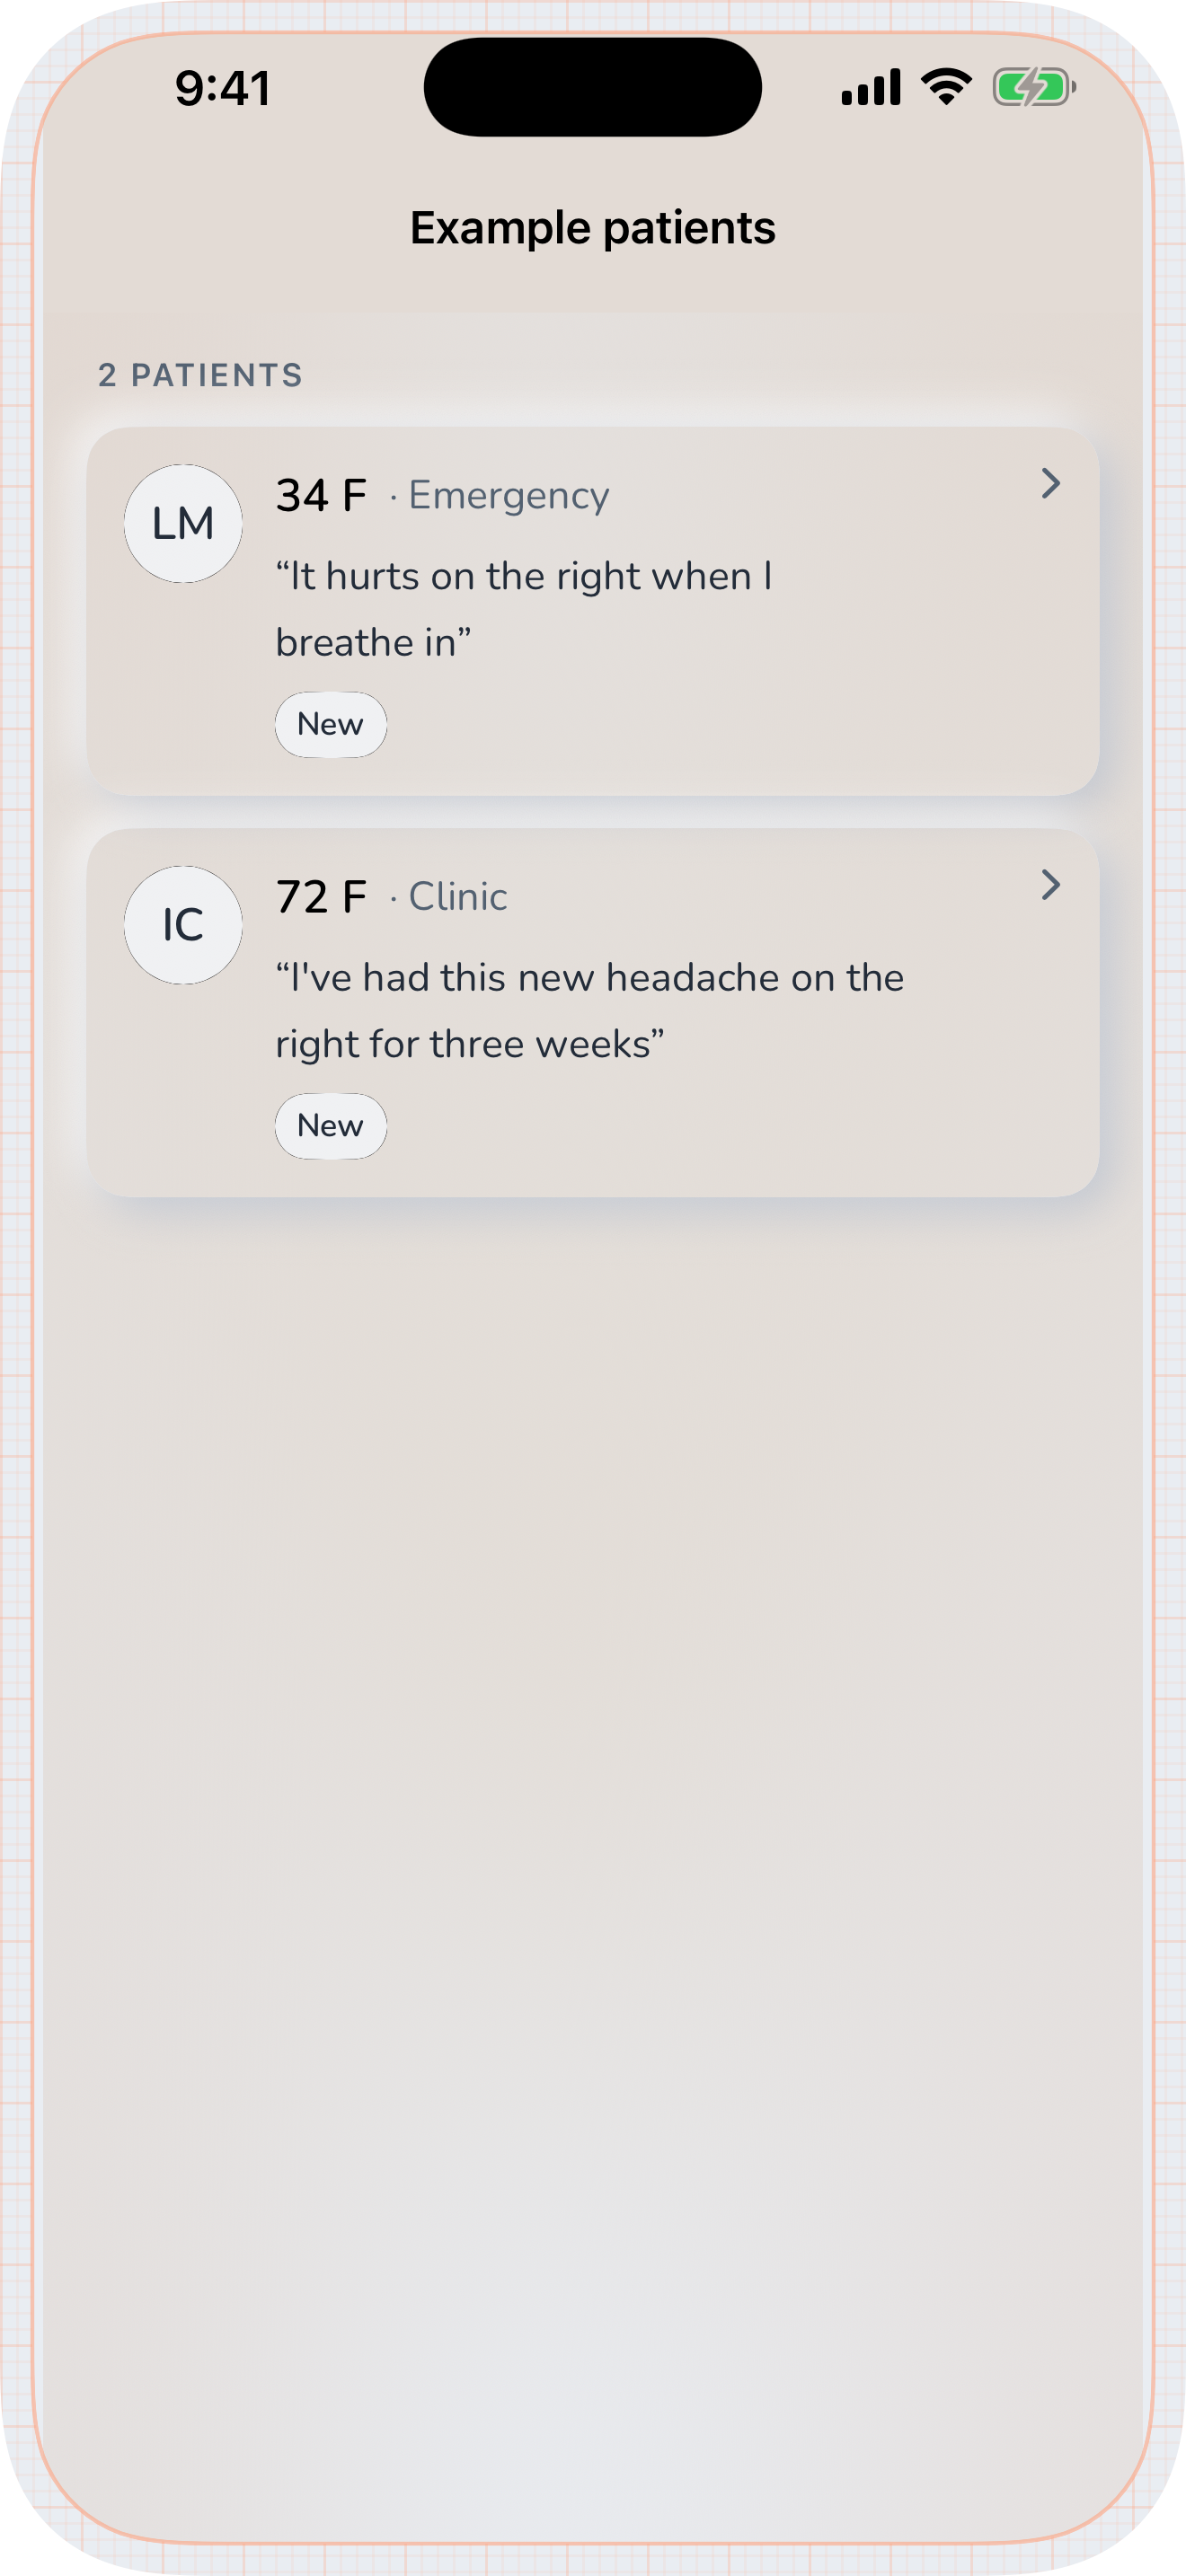 9:41
Example patients
2 PATIENTS
LM
34 F · Emergency
“It hurts on the right when I
breathe in”
New
IC
72 F · Clinic
“I've had this new headache on the
right for three weeks”
New